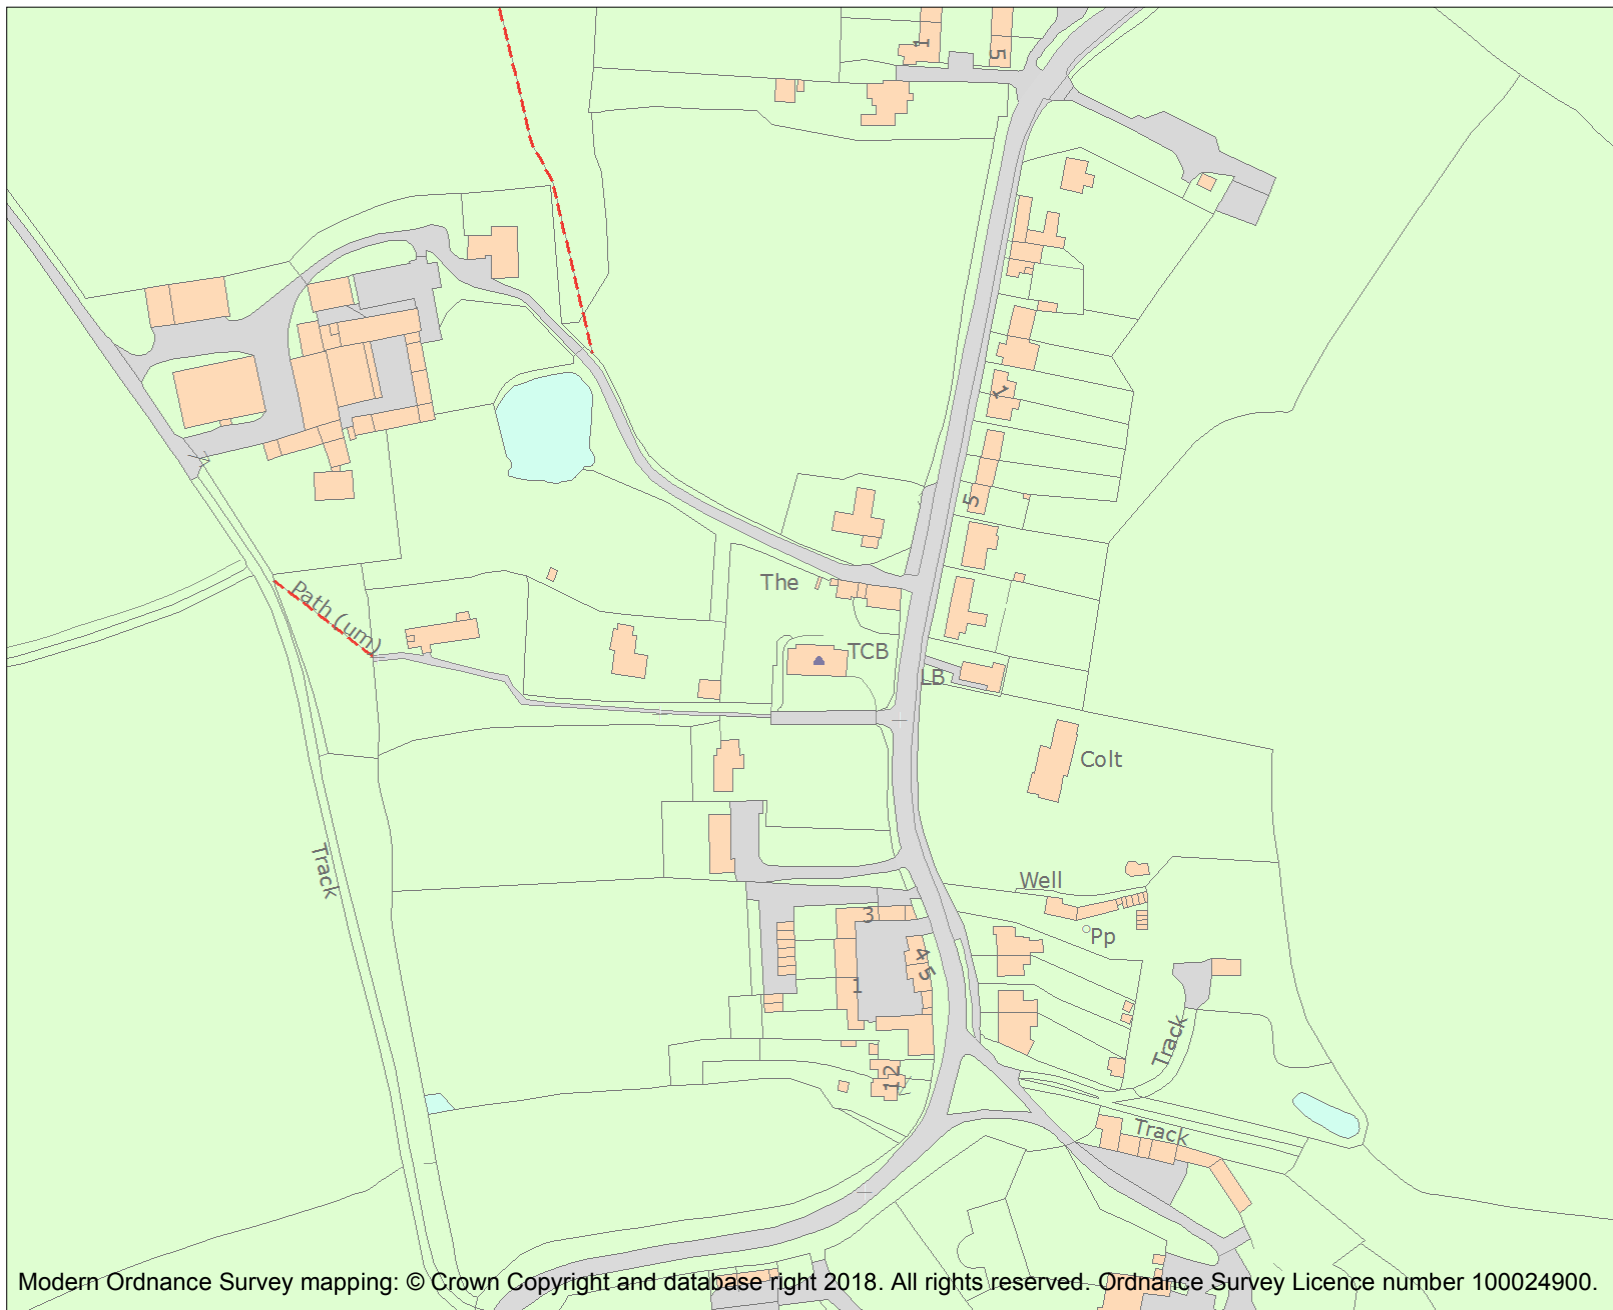 1
5
1
5
The
Path (um)
TCB
LB
Colt
Track
Well
3
Pp
4
5
1
Track
12
Track
Modern Ordnance Survey mapping: © Crown Copyright and database right 2018. All rights reserved. Ordnance Survey Licence number 100024900.